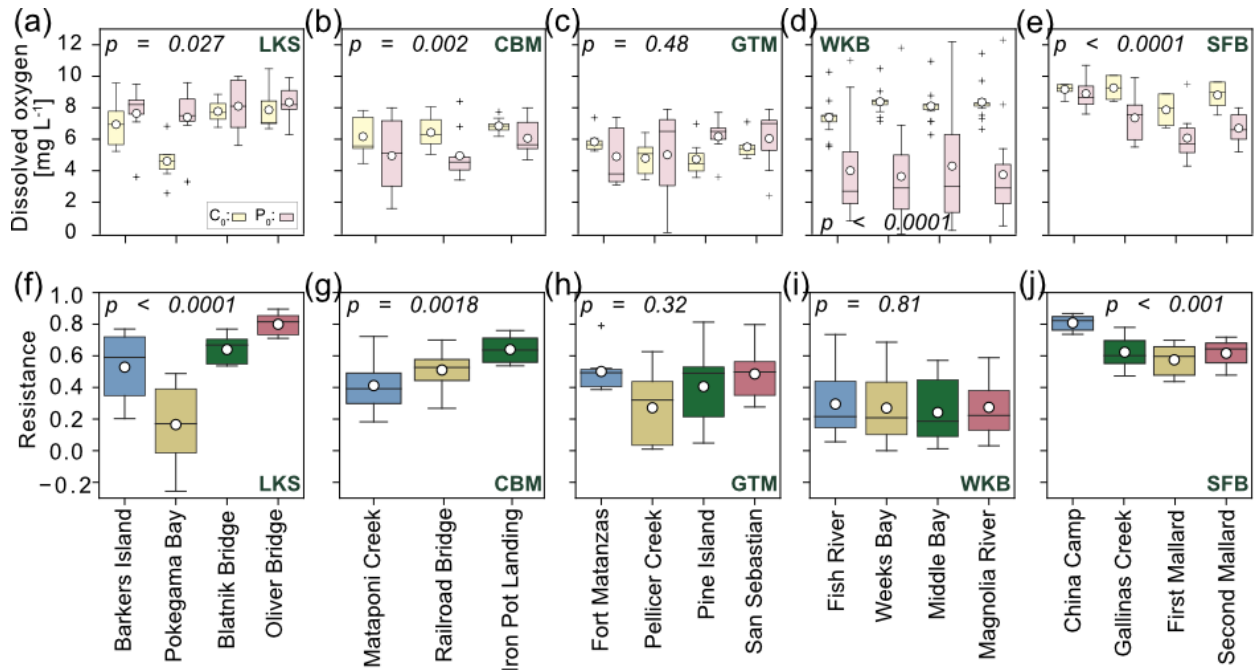 (a)
(b)
(c)
(d)
(e)
p = 0.027
LKS
p = 0.002
CBM
p = 0.48
GTM
WKB
p < 0.0001
p < 0.0001
SFB
Dissolved oxygen
[mg L-1]
12
10
8
6
4
2
0
C0:
P0:
(f)
(g)
(h)
(i)
(j)
p < 0.0001
p = 0.0018
p = 0.32
p = 0.81
p < 0.001
Resistance
1.0
0.8
0.6
0.4
0.2
0.0
−0.2
LKS
CBM
GTM
WKB
SFB
Barkers Island
Pokegama Bay
Blatnik Bridge
Oliver Bridge
Mataponi Creek
Railroad Bridge
Iron Pot Landing
Fort Matanzas
Pellicer Creek
Pine Island
San Sebastian
Fish River
Weeks Bay
Middle Bay
Magnolia River
China Camp
Gallinas Creek
First Mallard
Second Mallard